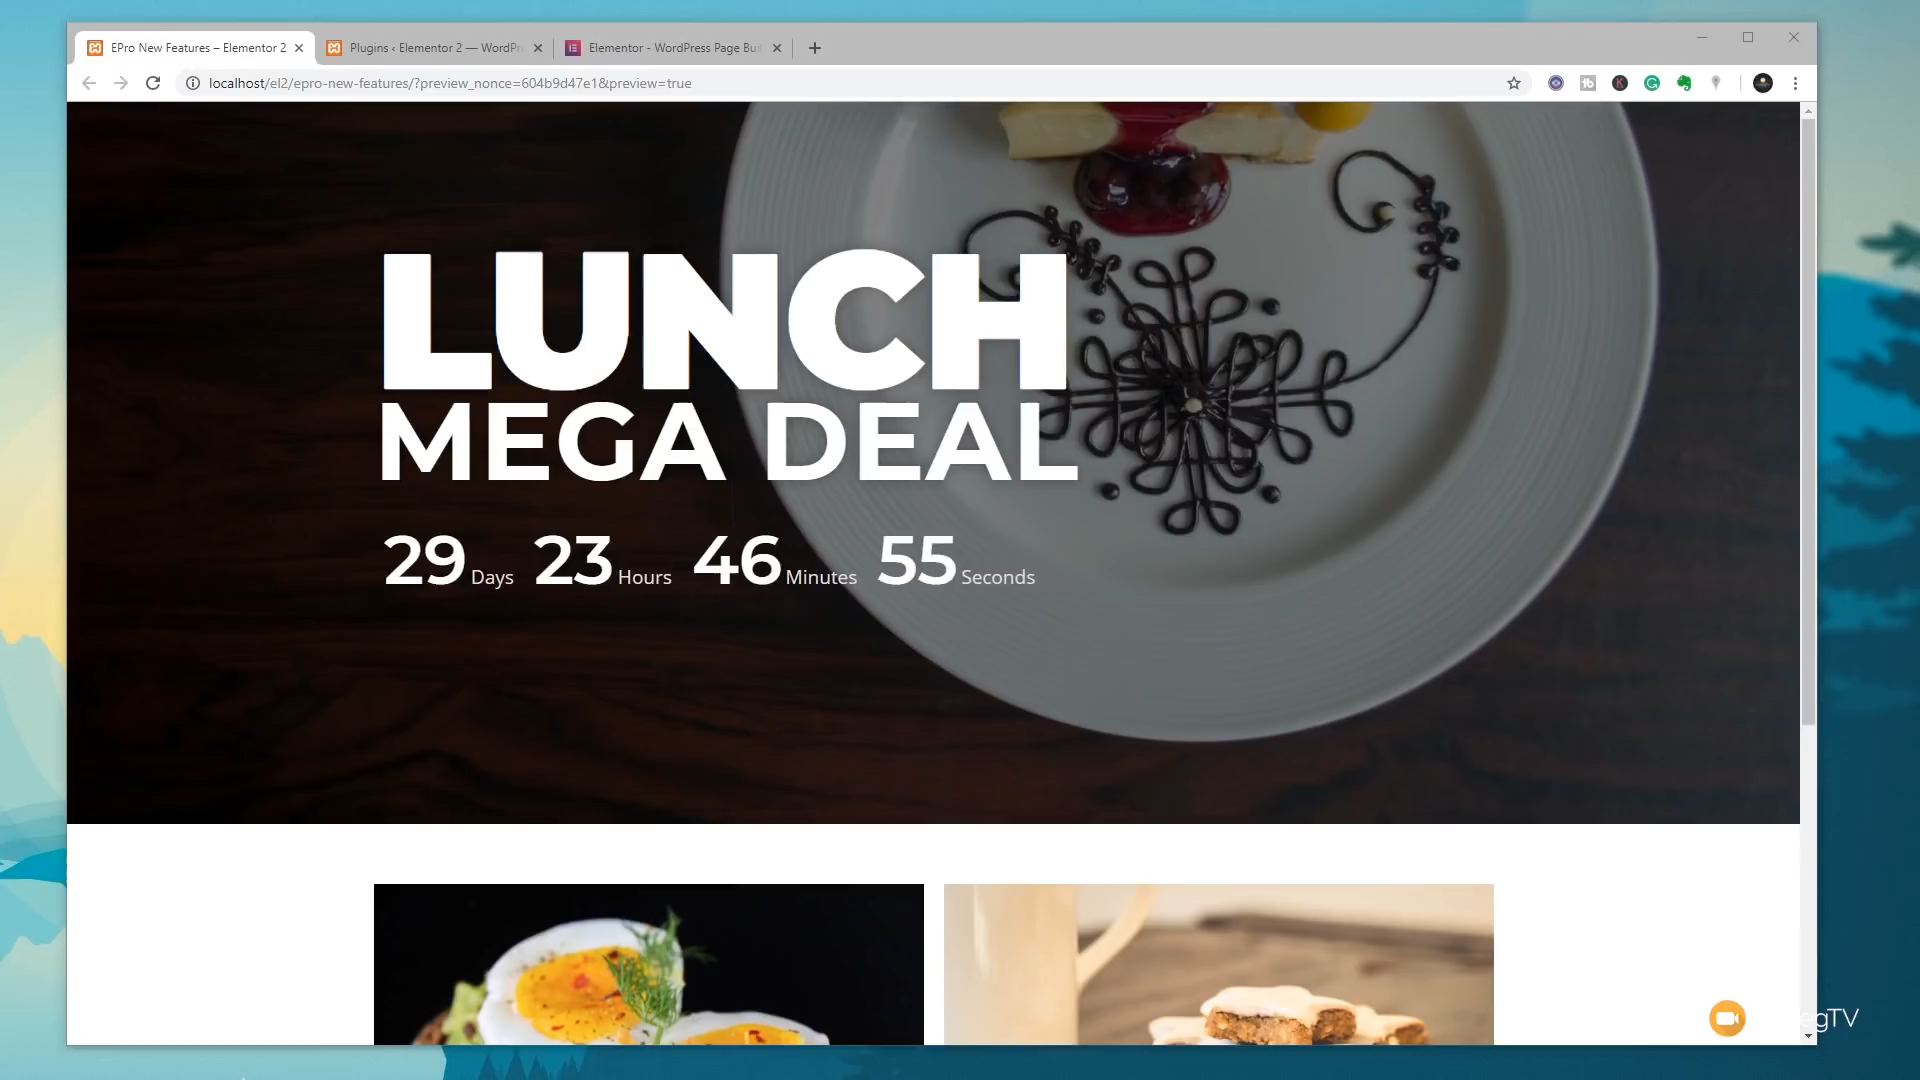 EPro New Features – Elementor 2
Plugins ‹ Elementor 2 — WordPr
Elementor - WordPress Page Bui
localhost/el2/epro-new-features/?preview_nonce=604b9d47e1&preview=true
LUNCH
MEGA DEAL
29 Days 23 Hours 46 Minutes 55 Seconds